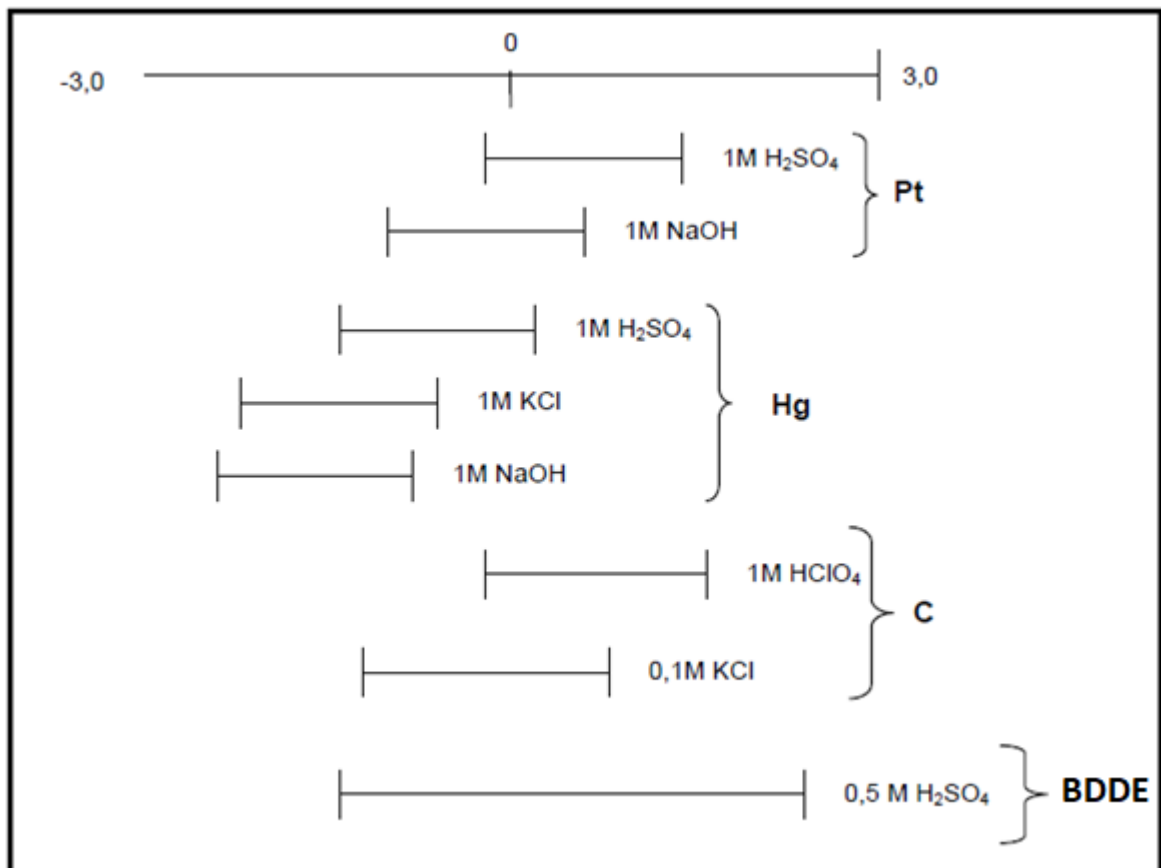 0
-3,0
3,0
1M H₂SO₄
Pt
1M NaOH
1M H₂SO₄
1M KCl
Hg
1M NaOH
1M HClO₄
C
0,1M KCl
0,5 M H₂SO₄
BDDE